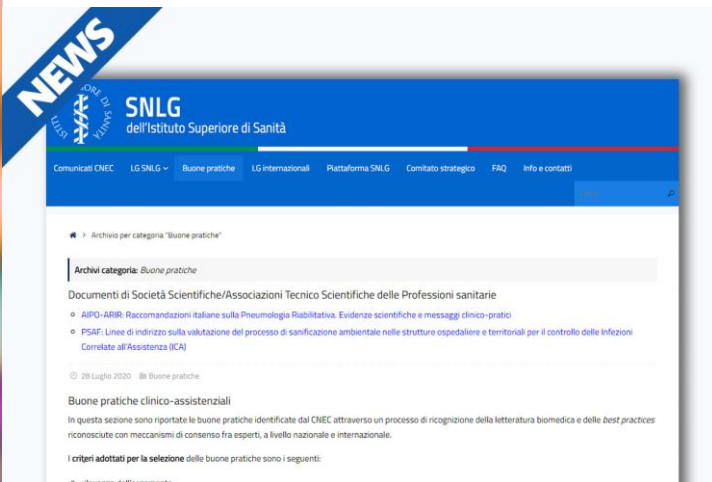 NEWS
SNLG
dell'Istituto Superiore di Sanità
Comunicati CNEC LG SNLG Buone pratiche LG internazionali Piattaforma SNLG Comitato strategico FAQ Info e contatti
Archivio per categoria "Buone pratiche"
Archivi categoria: Buone pratiche
Documenti di Società Scientifiche/Associazioni Tecnico Scientifiche delle Professioni sanitarie
AIPO-ARIR: Raccomandazioni italiane sulla Pneumologia Riabilitativa. Evidenze scientifiche e messaggi clinico-pratici
PSAF: Linee di indirizzo sulla valutazione del processo di sanificazione ambientale nelle strutture ospedaliere e territoriali per il controllo delle Infezioni
Correlate all'Assistenza (ICA)
28 Luglio 2020 Buone pratiche
Buone pratiche clinico-assistenziali
In questa sezione sono riportate le buone pratiche identificate dal CNEC attraverso un processo di ricognizione della letteratura biomedica e delle best practices
riconosciute con meccanismi di consenso fra esperti, a livello nazionale e internazionale.
I criteri adottati per la selezione delle buone pratiche sono i seguenti: